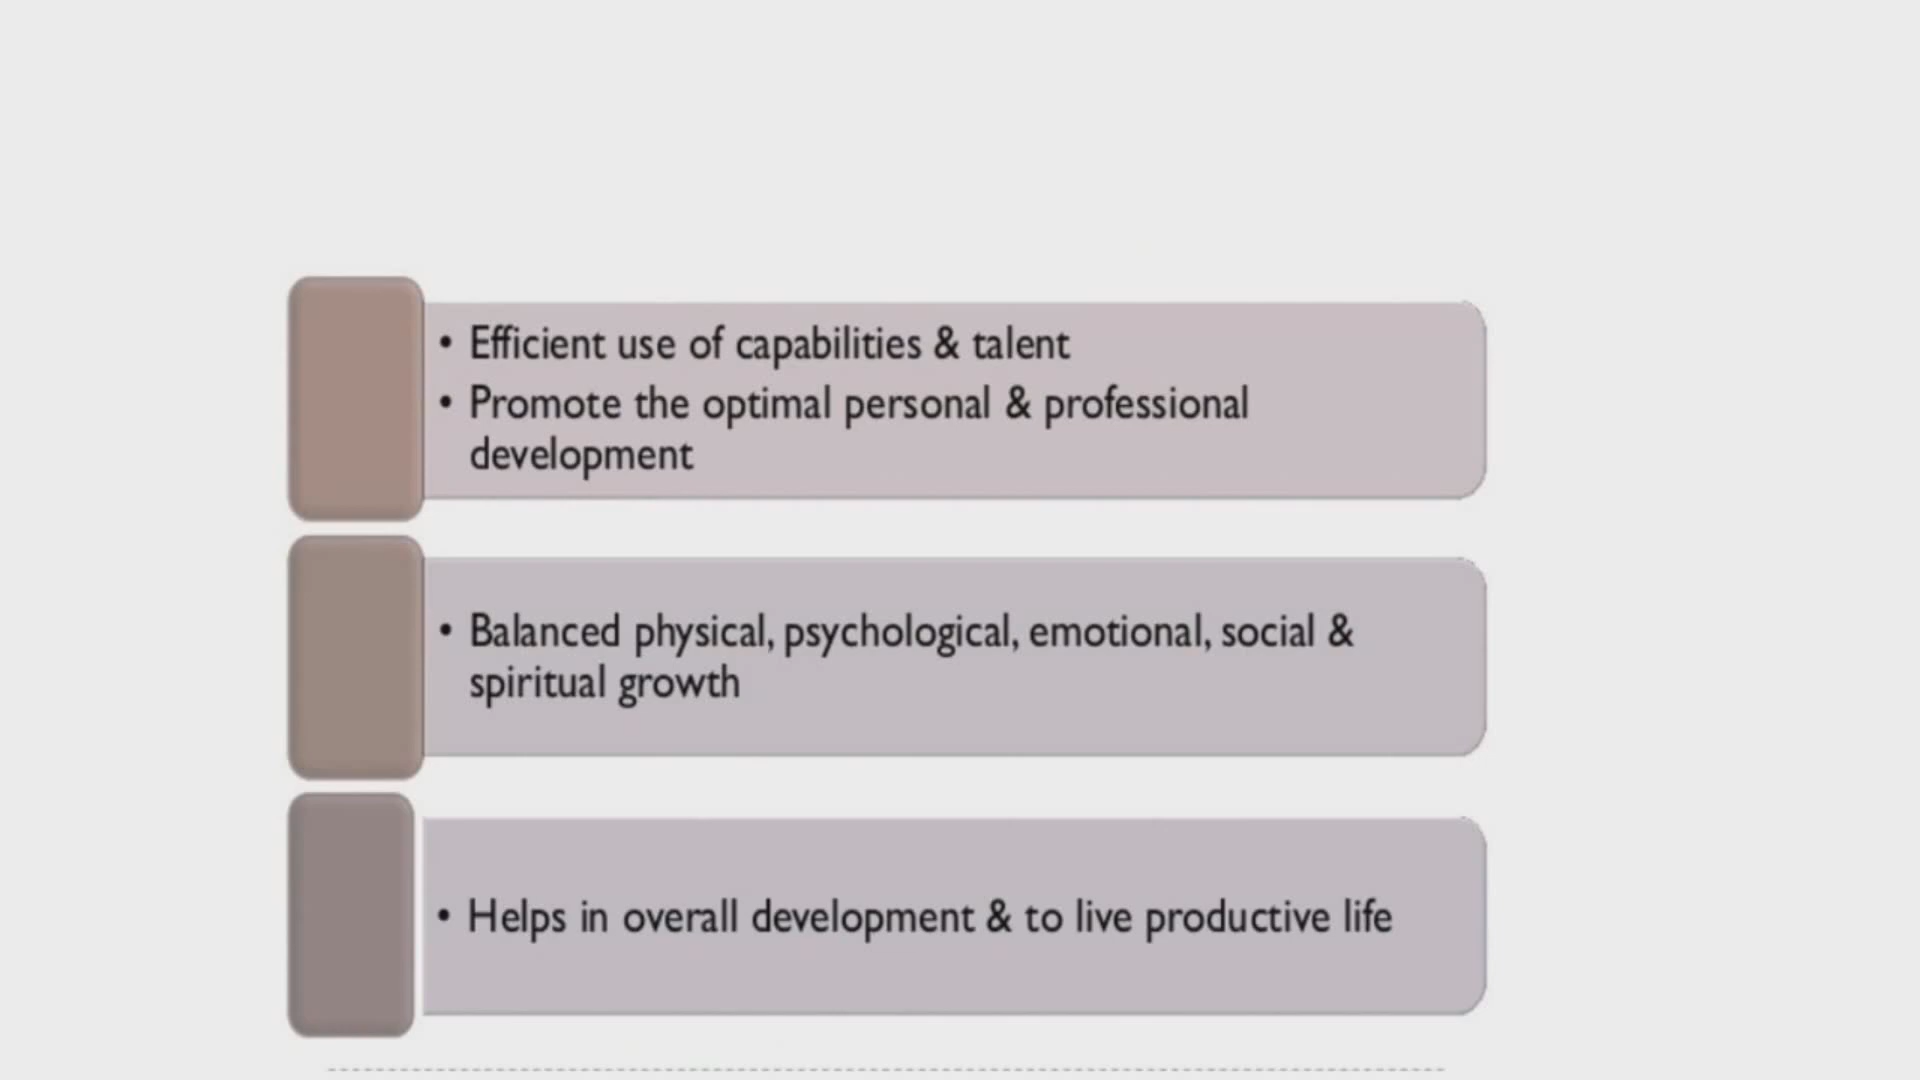 • Efficient use of capabilities & talent
• Promote the optimal personal & professional
development
• Balanced physical, psychological, emotional, social &
spiritual growth
• Helps in overall development & to live productive life